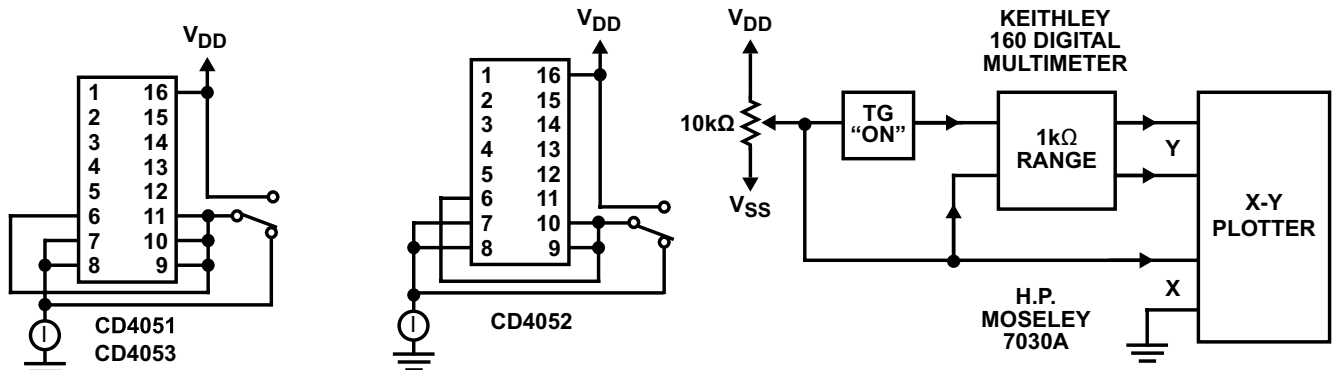 VDD
1 16
2 15
3 14
4 13
5 12
6 11
7 10
8 9
I
CD4051
CD4053
VDD
1 16
2 15
3 14
4 13
5 12
6 11
7 10
8 9
I
CD4052
VDD
10kΩ
VSS
TG
“ON”
KEITHLEY
160 DIGITAL
MULTIMETER
1kΩ
RANGE
Y
X
X-Y
PLOTTER
H.P.
MOSELEY
7030A